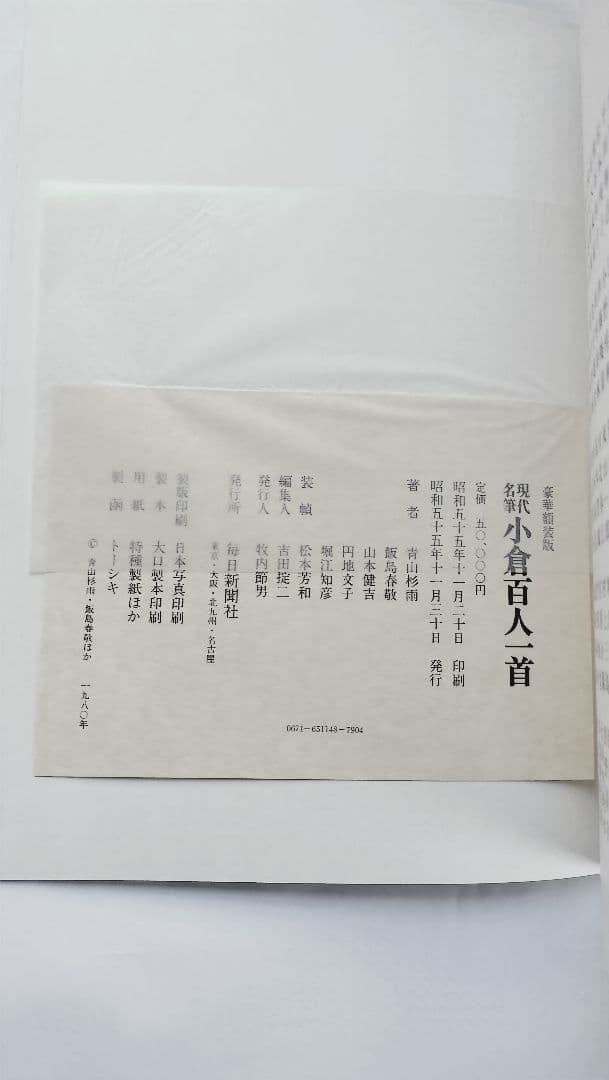 豪華額装版
現代名筆 小倉百人一首
定価 五〇、〇〇〇円
昭和五十五年十一月二十日 印刷
昭和五十五年十一月三十日 発行
著者 青山杉雨
飯島春敬
山本健吉
円地文子
堀江知彦
装幀 松本芳和
編集人 吉田掟二
発行人 牧内節男
発行所 毎日新聞社
東京・大阪・北九州・名古屋
製版印刷 日本写真印刷
製本 大口製本印刷
用紙 特種製紙ほか
製函 トーシキ
© 青山杉雨・飯島春敬ほか 一九八〇年
0671-651148-7904